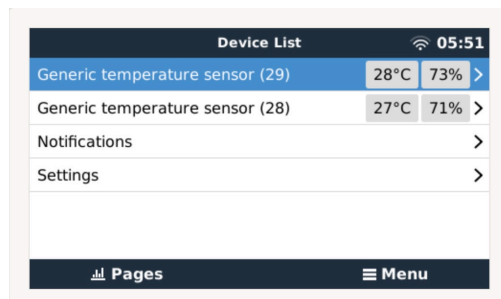 Device List 05:51
Generic temperature sensor (29) 28°C 73%
Generic temperature sensor (28) 27°C 71%
Notifications
Settings
Pages Menu